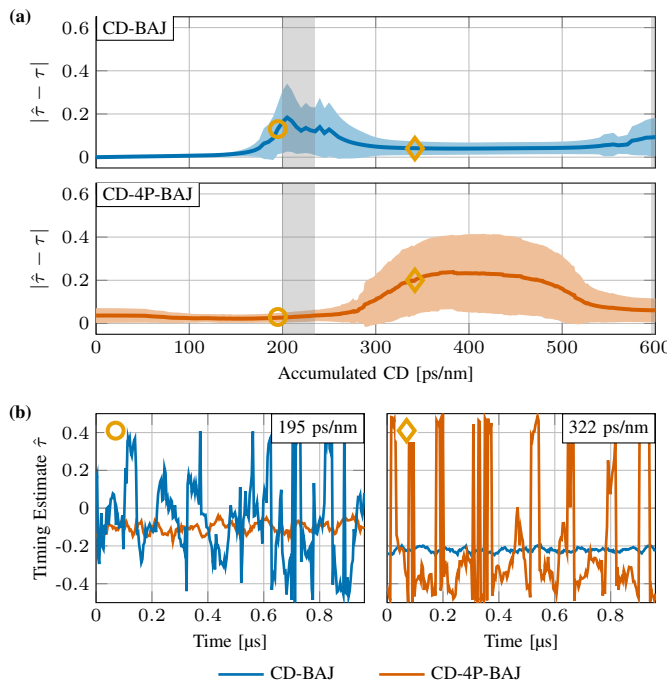 (a)
CD-BAJ
0.6
0.4
0.2
0
|τ̂ − τ|
CD-4P-BAJ
0.6
0.4
0.2
0
|τ̂ − τ|
0 100 200 300 400 500 600
Accumulated CD [ps/nm]
(b)
195 ps/nm
322 ps/nm
0.4
0.2
0
-0.2
-0.4
Timing Estimate τ̂
0 0.2 0.4 0.6 0.8
0 0.2 0.4 0.6 0.8
Time [µs]
Time [µs]
CD-BAJ CD-4P-BAJ